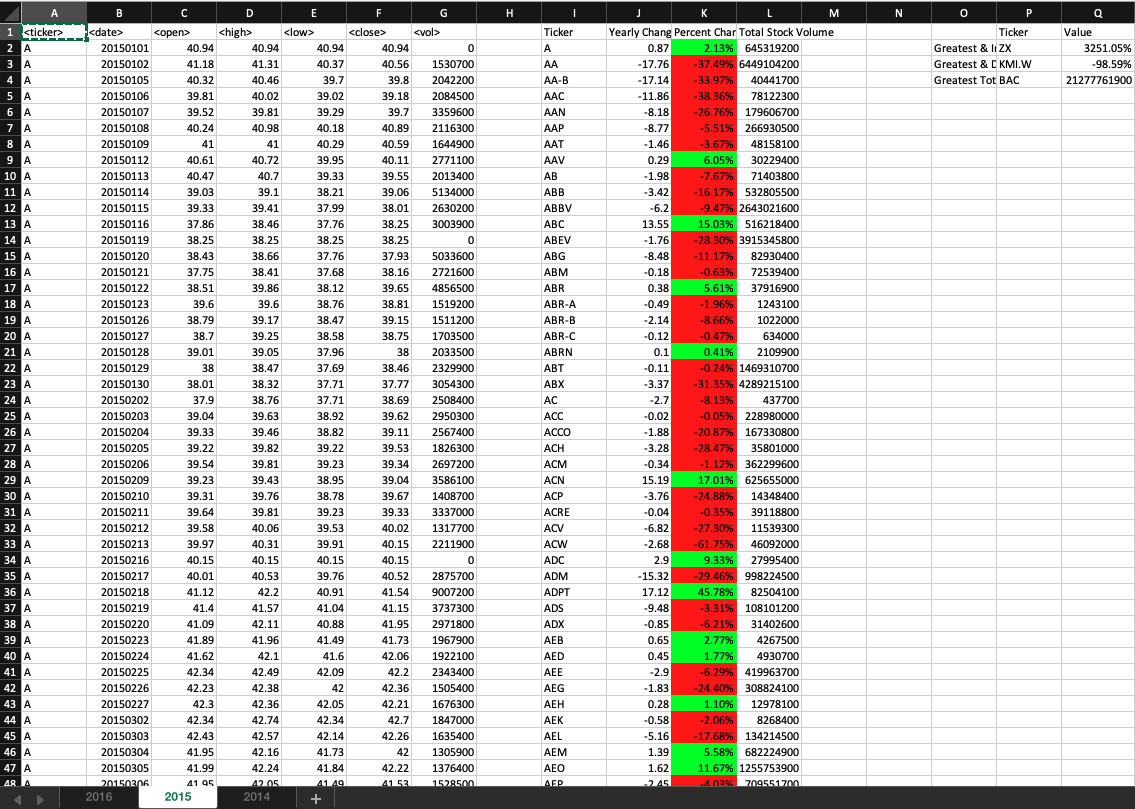 A B C D E F G H I J K L M N O P Q
1 <ticker> <date> <open> <high> <low> <close> <vol> Ticker Yearly Chang Percent Char Total Stock Volume Ticker Value
2 A 20150101 40.94 40.94 40.94 40.94 0 A 0.87 2.13% 645319200 Greatest & I ZX 3251.05%
3 A 20150102 41.18 41.31 40.37 40.56 1530700 AA -17.76 -37.49% 6449104200 Greatest & D KMI.W -98.59%
4 A 20150105 40.32 40.46 39.7 39.8 2042200 AA-B -17.14 -33.97% 40441700 Greatest Tot BAC 21277761900
5 A 20150106 39.81 40.02 39.02 39.18 2084500 AAC -11.86 -38.36% 78122300
6 A 20150107 39.52 39.81 39.29 39.7 3359600 AAN -8.18 -26.76% 179606700
7 A 20150108 40.24 40.98 40.18 40.89 2116300 AAP -8.77 -5.51% 266930500
8 A 20150109 41 41 40.29 40.59 1644900 AAT -1.46 -3.67% 48158100
9 A 20150112 40.61 40.72 39.95 40.11 2771100 AAV 0.29 6.05% 30229400
10 A 20150113 40.47 40.7 39.33 39.55 2013400 AB -1.98 -7.67% 71403800
11 A 20150114 39.03 39.1 38.21 39.06 5134000 ABB -3.42 -16.17% 532805500
12 A 20150115 39.33 39.41 37.99 38.01 2630200 ABBV -6.2 -9.47% 2643021600
13 A 20150116 37.86 38.46 37.76 38.25 3003900 ABC 13.55 15.03% 516218400
14 A 20150119 38.25 38.25 38.25 38.25 0 ABEV -1.76 -28.30% 3915345800
15 A 20150120 38.43 38.66 37.76 37.93 5033600 ABG -8.48 -11.17% 82930400
16 A 20150121 37.75 38.41 37.68 38.16 2721600 ABM -0.18 -0.63% 72539400
17 A 20150122 38.51 39.86 38.12 39.65 4856500 ABR 0.38 5.61% 37916900
18 A 20150123 39.6 39.6 38.76 38.81 1519200 ABR-A -0.49 -1.96% 1243100
19 A 20150126 38.79 39.17 38.47 39.15 1511200 ABR-B -2.14 -8.66% 1022000
20 A 20150127 38.7 39.25 38.58 38.75 1703500 ABR-C -0.12 -0.47% 634000
21 A 20150128 39.01 39.05 37.96 38 2033500 ABRN 0.1 0.41% 2109900
22 A 20150129 38 38.47 37.69 38.46 2329900 ABT -0.11 -0.24% 1469310700
23 A 20150130 38.01 38.32 37.71 37.77 3054300 ABX -3.37 -31.35% 4289215100
24 A 20150202 37.9 38.76 37.71 38.69 2508400 AC -2.7 -8.13% 437700
25 A 20150203 39.04 39.63 38.92 39.62 2950300 ACC -0.02 -0.05% 228980000
26 A 20150204 39.33 39.46 38.82 39.11 2567400 ACCO -1.88 -20.87% 167330800
27 A 20150205 39.22 39.82 39.22 39.53 1826300 ACH -3.28 -28.47% 35801000
28 A 20150206 39.54 39.81 39.23 39.34 2697200 ACM -0.34 -1.12% 362299600
29 A 20150209 39.23 39.43 38.95 39.04 3586100 ACN 15.19 17.01% 625655000
30 A 20150210 39.31 39.76 38.78 39.67 1408700 ACP -3.76 -24.88% 14348400
31 A 20150211 39.64 39.81 39.23 39.33 3337000 ACRE -0.04 -0.35% 39118800
32 A 20150212 39.58 40.06 39.53 40.02 1317700 ACV -6.82 -27.30% 11539300
33 A 20150213 39.97 40.31 39.91 40.15 2211900 ACW -2.68 -61.75% 46092000
34 A 20150216 40.15 40.15 40.15 40.15 0 ADC 2.9 9.33% 27995400
35 A 20150217 40.01 40.53 39.76 40.52 2875700 ADM -15.32 -29.46% 998224500
36 A 20150218 41.12 42.2 40.91 41.54 9007200 ADPT 17.12 45.78% 82504100
37 A 20150219 41.4 41.57 41.04 41.15 3737300 ADS -9.48 -3.31% 108101200
38 A 20150220 41.09 42.11 40.88 41.95 2971800 ADX -0.85 -6.21% 31402600
39 A 20150223 41.89 41.96 41.49 41.73 1967900 AEB 0.65 2.77% 4267500
40 A 20150224 41.62 42.1 41.6 42.06 1922100 AED 0.45 1.77% 4930700
41 A 20150225 42.34 42.49 42.09 42.2 2343400 AEE -2.9 -6.29% 419963700
42 A 20150226 42.23 42.38 42 42.36 1505400 AEG -1.83 -24.40% 308824100
43 A 20150227 42.3 42.36 42.05 42.21 1676300 AEH 0.28 1.10% 12978100
44 A 20150302 42.34 42.74 42.34 42.7 1847000 AEK -0.58 -2.06% 8268400
45 A 20150303 42.43 42.57 42.14 42.26 1635400 AEL -5.16 -17.68% 134214500
46 A 20150304 41.95 42.16 41.73 42 1305900 AEM 1.39 5.58% 682224900
47 A 20150305 41.99 42.24 41.84 42.22 1376400 AEO 1.62 11.67% 1255753900
48 A 20150306 41.95 42.05 41.49 41.53 1528500 AEP -2.45 -4.03% 709551700
2016 2015 2014 +